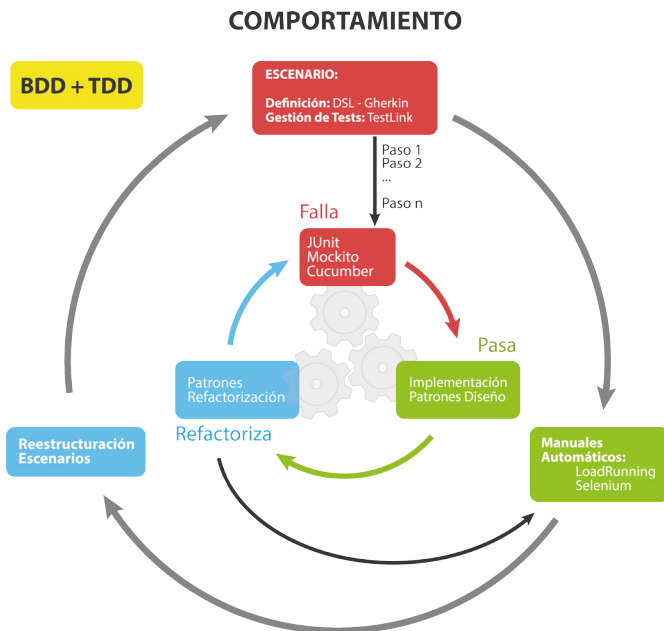 COMPORTAMIENTO
BDD + TDD
ESCENARIO:
Definición: DSL - Gherkin
Gestión de Tests: TestLink
Paso 1
Paso 2
...
Paso n
Falla
JUnit
Mockito
Cucumber
Pasa
Implementación
Patrones Diseño
Patrones
Refactorización
Refactoriza
Reestructuración
Escenarios
Manuales
Automáticos:
LoadRunning
Selenium